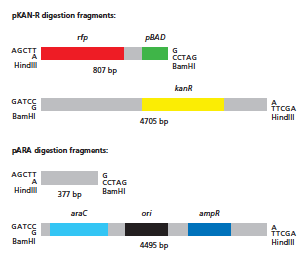 pKAN-R digestion fragments:
rfp pBAD
AGCTT G
A CCTAG
HindIII BamHI
807 bp
kanR
GATCC A
G TTCGA
BamHI HindIII
4705 bp
pARA digestion fragments:
AGCTT G
A CCTAG
HindIII BamHI
377 bp
araC ori ampR
GATCC A
G TTCGA
BamHI HindIII
4495 bp